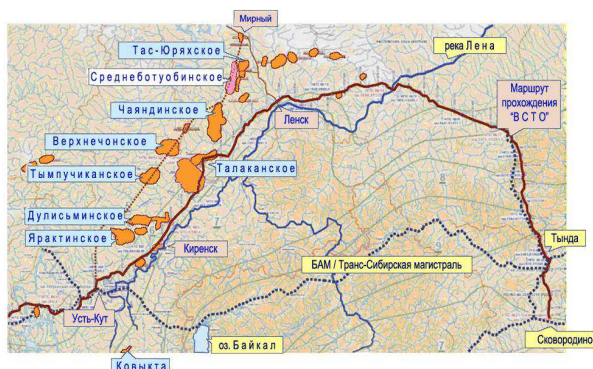 Мирный
Тас-Юряхское
река Лена
Среднеботуобинское
Маршрут
прохождения
"ВСТО"
Чаяндинское
Ленск
Верхнечонское
Талаканское
Тымпучиканское
Дулисьминское
Ярактинское
Киренск
Тында
БАМ / Транс-Сибирская магистраль
Усть-Кут
оз. Байкал
Сковородино
Ковыкта